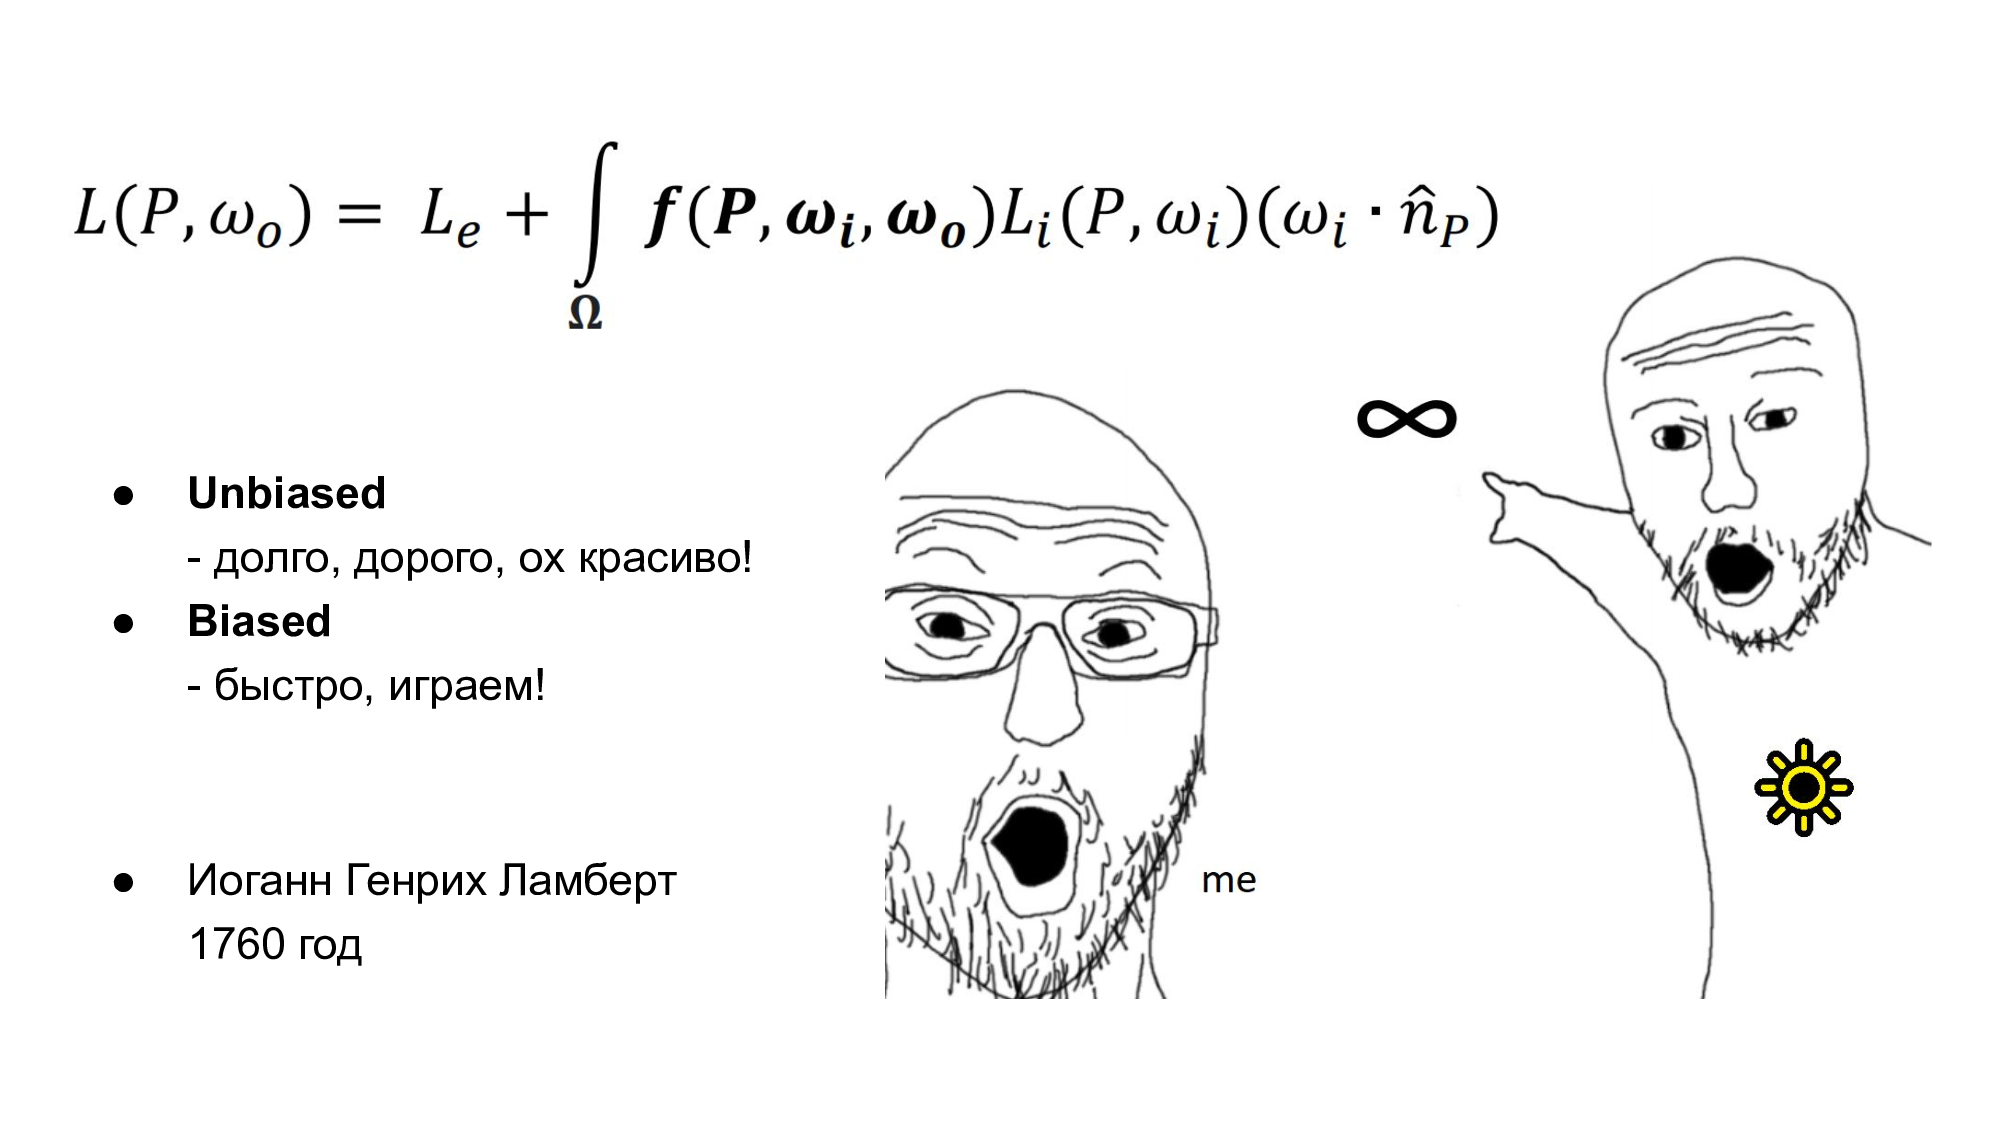 L(P, ωₒ) = Lₑ + ∫ f(P, ωᵢ, ωₒ)Lᵢ(P, ωᵢ)(ωᵢ · n̂_P)
Ω
∞
● Unbiased
- долго, дорого, ох красиво!
● Biased
- быстро, играем!
● Иоганн Генрих Ламберт
1760 год
me